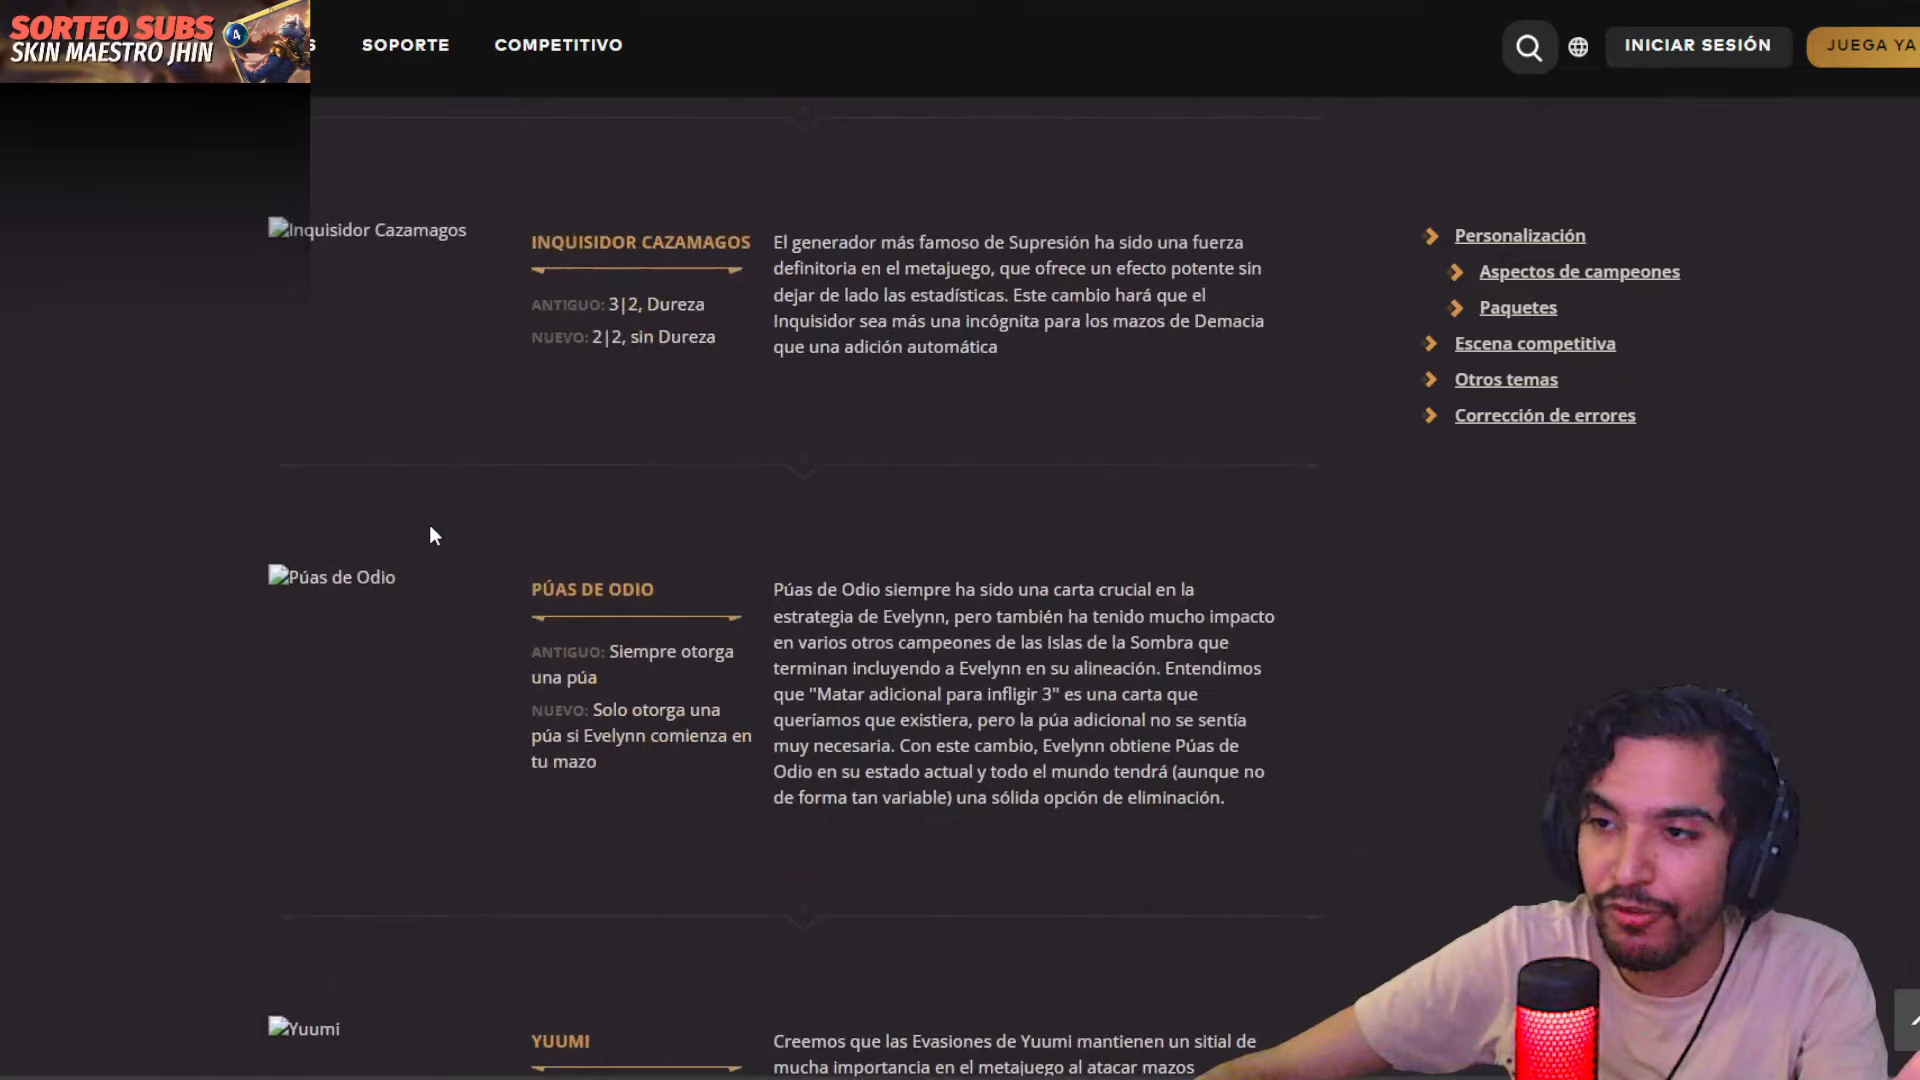 SORTEO SUBS
SKIN MAESTRO JHIN
4
S
SOPORTE
COMPETITIVO
INICIAR SESIÓN
JUEGA YA
Inquisidor Cazamagos
INQUISIDOR CAZAMAGOS
ANTIGUO: 3|2, Dureza
NUEVO: 2|2, sin Dureza
El generador más famoso de Supresión ha sido una fuerza
definitoria en el metajuego, que ofrece un efecto potente sin
dejar de lado las estadísticas. Este cambio hará que el
Inquisidor sea más una incógnita para los mazos de Demacia
que una adición automática
Personalización
Aspectos de campeones
Paquetes
Escena competitiva
Otros temas
Corrección de errores
Púas de Odio
PÚAS DE ODIO
ANTIGUO: Siempre otorga
una púa
NUEVO: Solo otorga una
púa si Evelynn comienza en
tu mazo
Púas de Odio siempre ha sido una carta crucial en la
estrategia de Evelynn, pero también ha tenido mucho impacto
en varios otros campeones de las Islas de la Sombra que
terminan incluyendo a Evelynn en su alineación. Entendimos
que "Matar adicional para infligir 3" es una carta que
queríamos que existiera, pero la púa adicional no se sentía
muy necesaria. Con este cambio, Evelynn obtiene Púas de
Odio en su estado actual y todo el mundo tendrá (aunque no
de forma tan variable) una sólida opción de eliminación.
Yuumi
YUUMI
Creemos que las Evasiones de Yuumi mantienen un sitial de
mucha importancia en el metajuego al atacar mazos